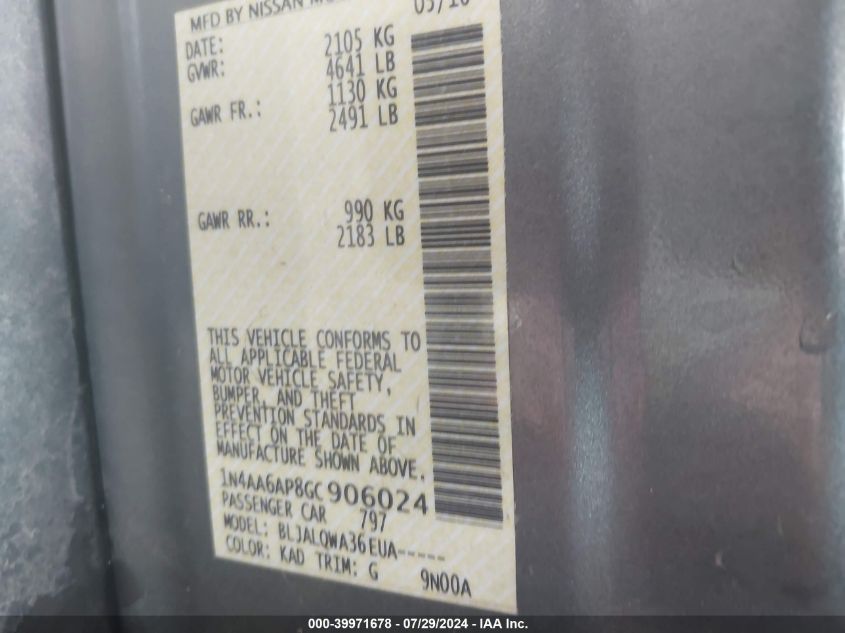 MFD BY NISSAN
DATE:
GVWR: 2105 KG
4641 LB
GAWR FR.: 1130 KG
2491 LB
GAWR RR.: 990 KG
2183 LB
THIS VEHICLE CONFORMS TO
ALL APPLICABLE FEDERAL
MOTOR VEHICLE SAFETY,
BUMPER, AND THEFT
PREVENTION STANDARDS IN
EFFECT ON THE DATE OF
MANUFACTURE SHOWN ABOVE.
1N4AA6AP8GC906024
PASSENGER CAR 797
MODEL: BLJALQWA36EUA-----
COLOR: KAD TRIM: G 9N00A
000-39971678 - 07/29/2024 - IAA Inc.